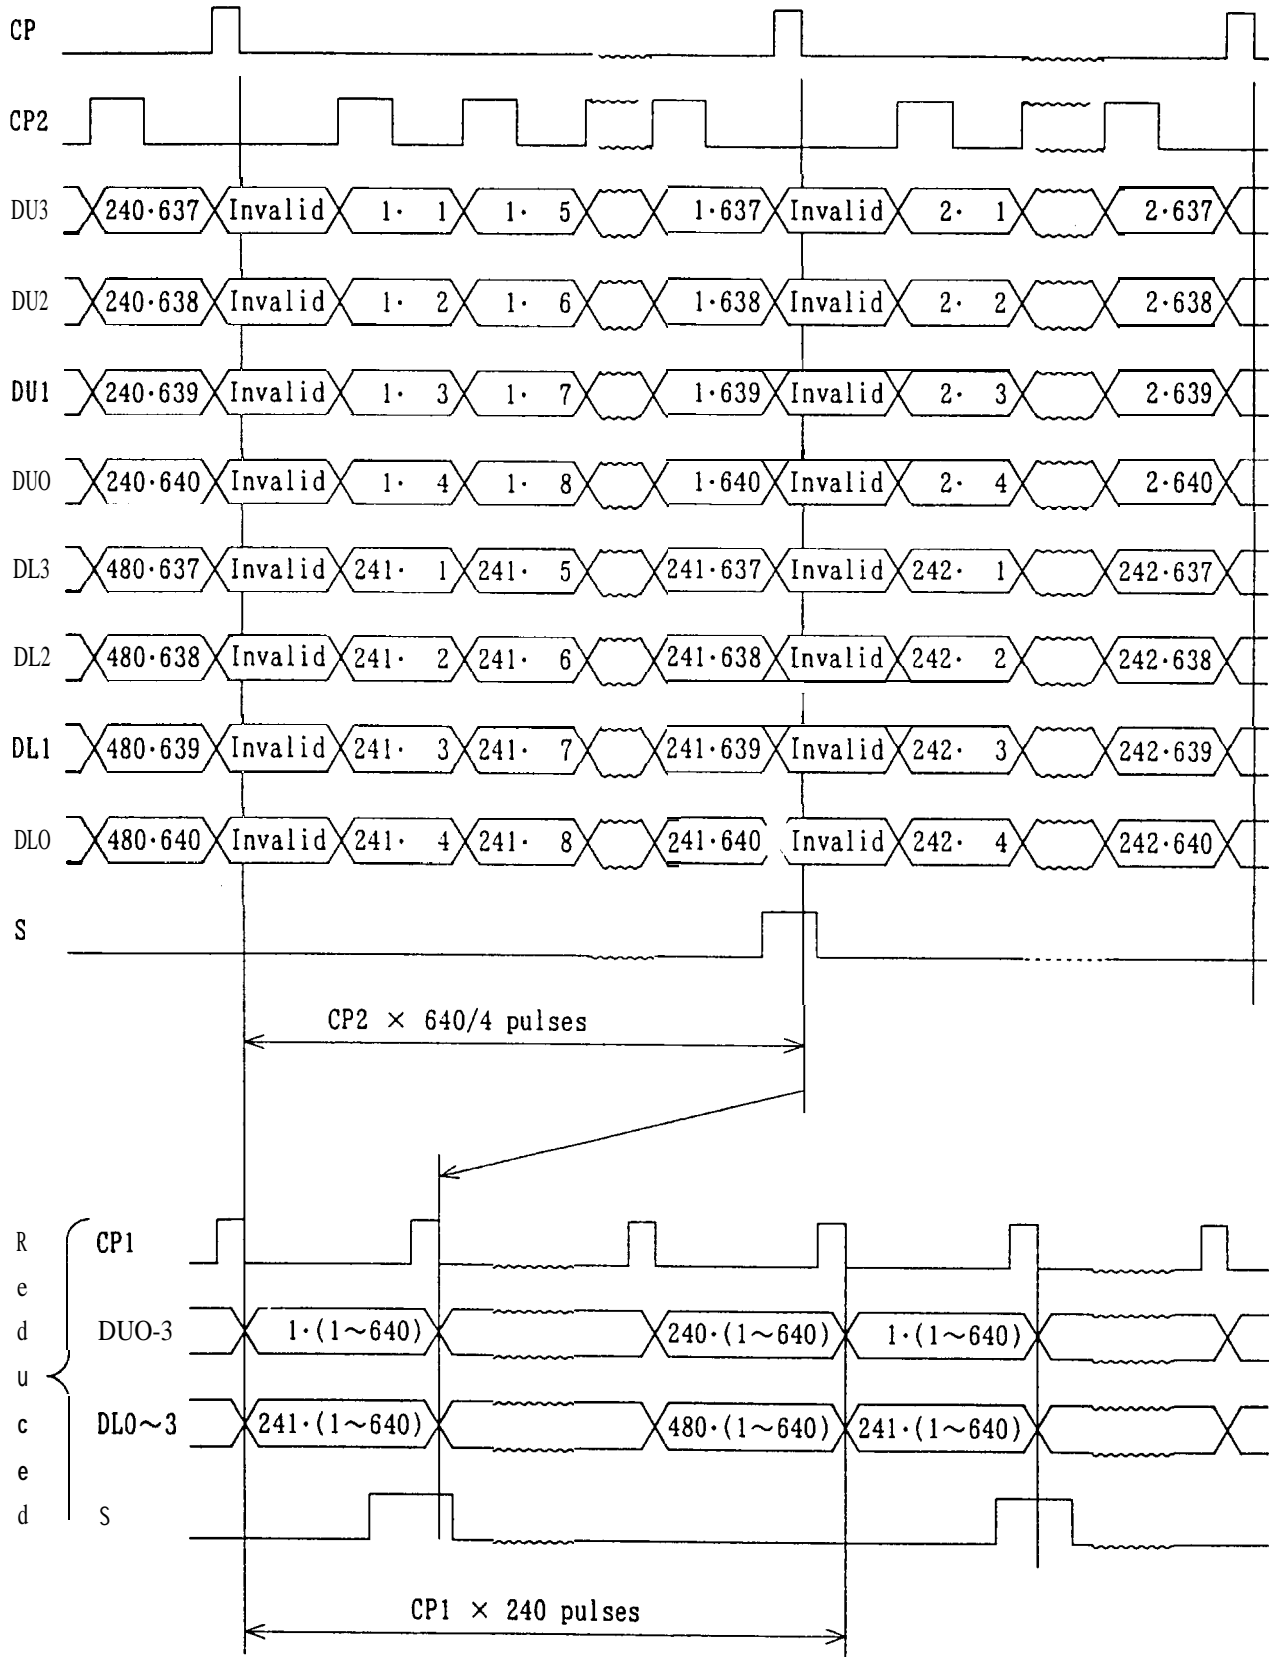 CP
CP2
DU3 240·637 Invalid 1· 1 1· 5 1·637 Invalid 2· 1 2·637
DU2 240·638 Invalid 1· 2 1· 6 1·638 Invalid 2· 2 2·638
DU1 240·639 Invalid 1· 3 1· 7 1·639 Invalid 2· 3 2·639
DU0 240·640 Invalid 1· 4 1· 8 1·640 Invalid 2· 4 2·640
DL3 480·637 Invalid 241· 1 241· 5 241·637 Invalid 242· 1 242·637
DL2 480·638 Invalid 241· 2 241· 6 241·638 Invalid 242· 2 242·638
DL1 480·639 Invalid 241· 3 241· 7 241·639 Invalid 242· 3 242·639
DL0 480·640 Invalid 241· 4 241· 8 241·640 Invalid 242· 4 242·640
S
CP2 × 640/4 pulses
Reduced
CP1
DU0-3 1·(1~640) 240·(1~640) 1·(1~640)
DL0~3 241·(1~640) 480·(1~640) 241·(1~640)
S
CP1 × 240 pulses